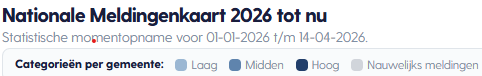 Nationale Meldingenkaart 2026 tot nu
Statistische momentopname voor 01-01-2026 t/m 14-04-2026.
Categorieën per gemeente: Laag Midden Hoog Nauwelijks meldingen